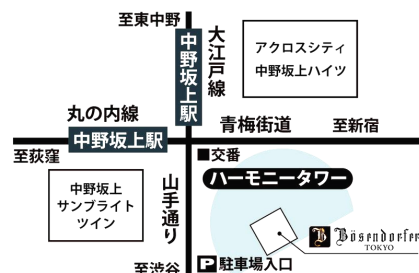 至東中野
大江戸線
中野坂上駅
アクロスシティ
中野坂上ハイツ
丸の内線
中野坂上駅
青梅街道
至新宿
至荻窪
■交番
ハーモニータワー
中野坂上
サンブライト
ツイン
山手通り
B Bösendorfer
TOKYO
P 駐車場入口
至渋谷